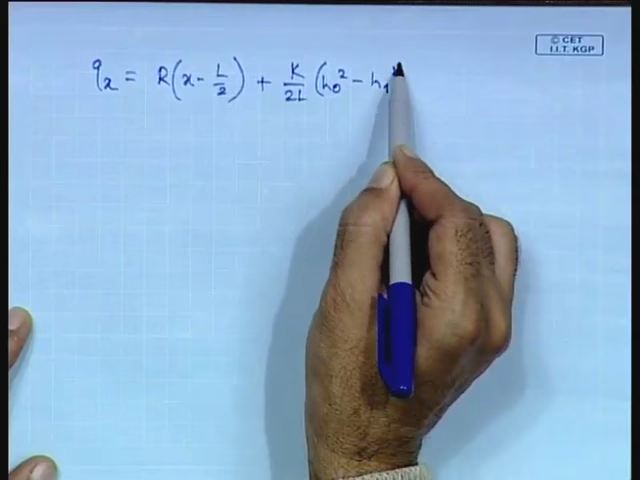 q_x = R(x - L/2) + K/2L (h_0^2 - h_1
© CET
I.I.T. KGP